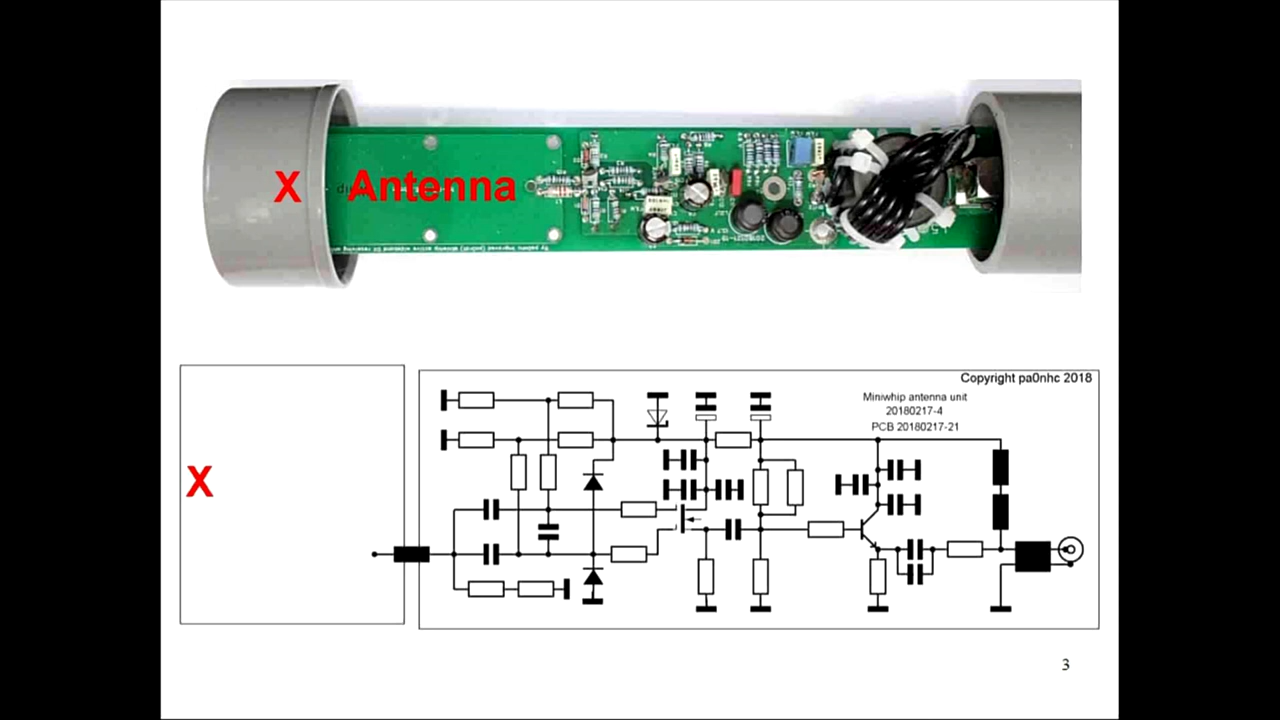 X Antenna
Copyright pa0nhc 2018
Miniwhip antenna unit
20180217-4
PCB 20180217-21
X
3